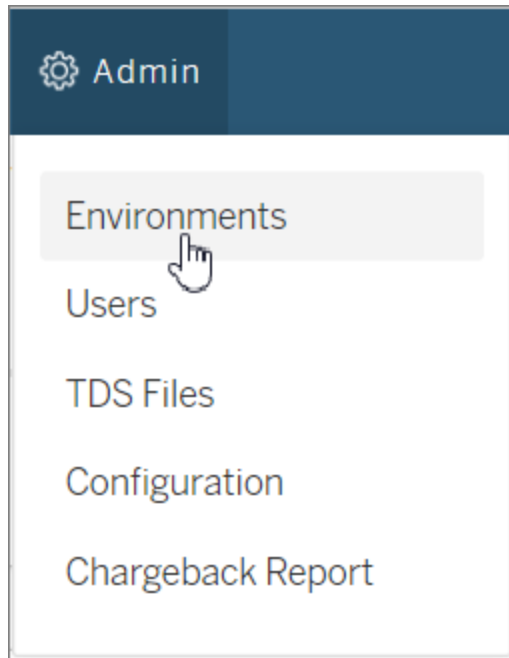 Admin
Environments
Users
TDS Files
Configuration
Chargeback Report